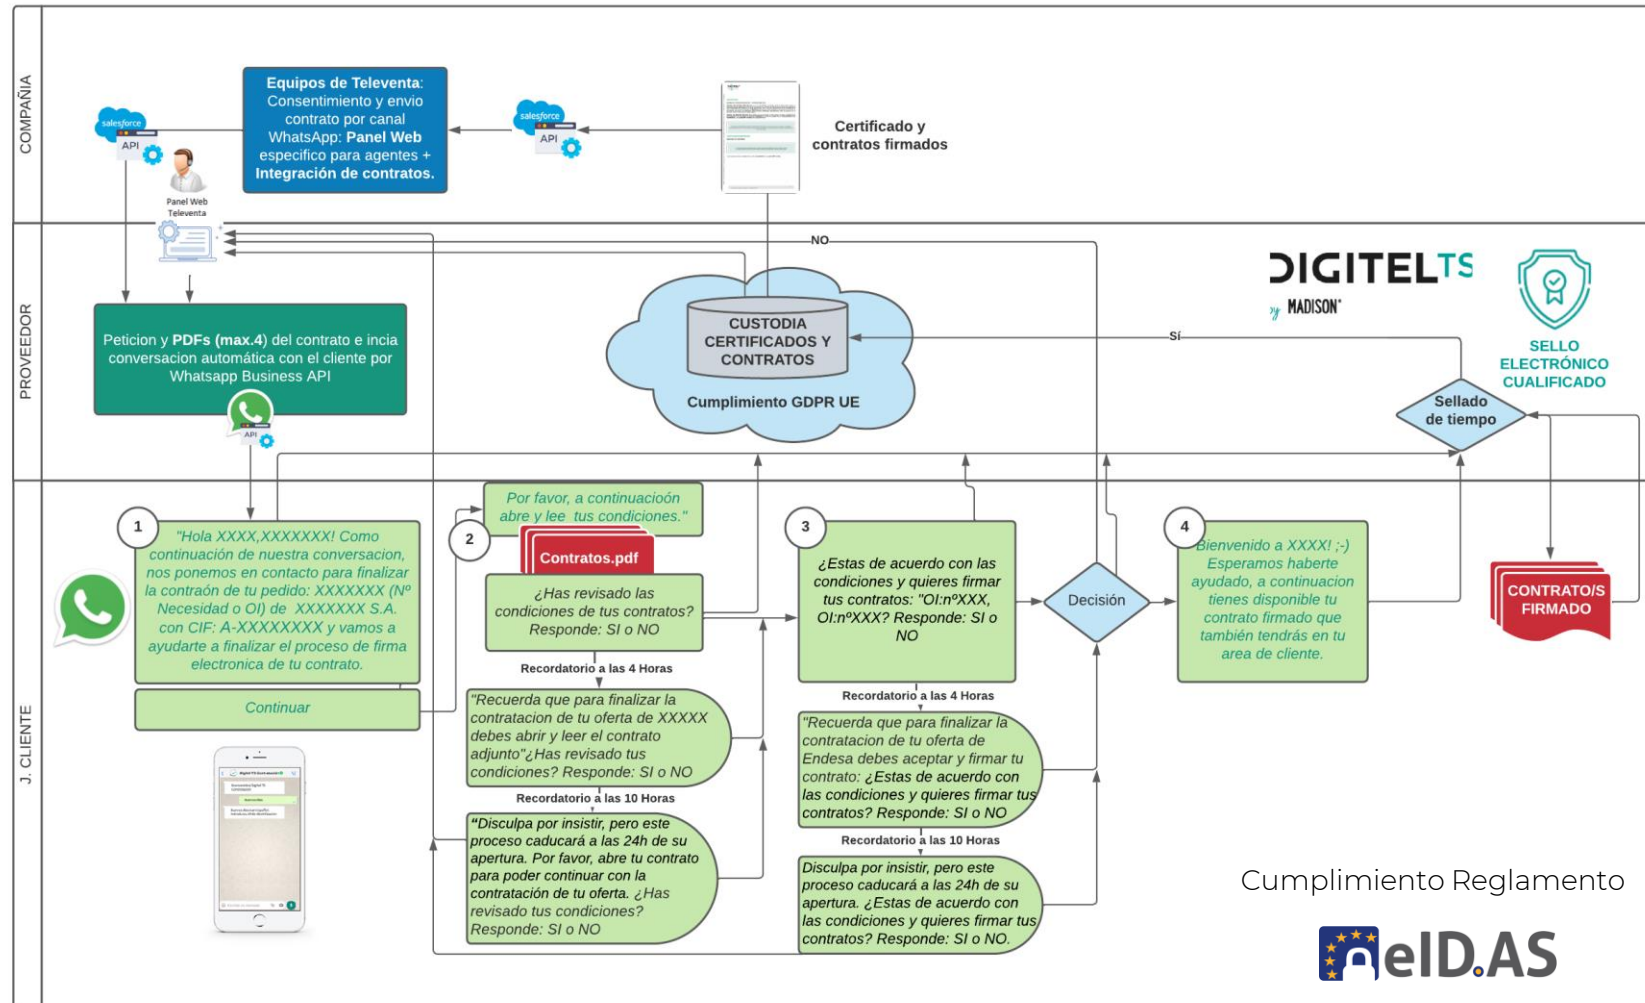 COMPAÑIA
salesforce
API
Equipos de Televenta:
Consentimiento y envio
contrato por canal
WhatsApp: Panel Web
especifico para agentes +
Integración de contratos.
salesforce
API
Certificado y
contratos firmados
Panel Web
Televenta
PROVEEDOR
NO
DIGITELTS
by MADISON
SELLO
ELECTRÓNICO
CUALIFICADO
Peticion y PDFs (max.4) del contrato e incia
conversacion automática con el cliente por
Whatsapp Business API
API
CUSTODIA
CERTIFICADOS Y
CONTRATOS
Cumplimiento GDPR UE
Sí
Sellado
de tiempo
J. CLIENTE
1
"Hola XXXX,XXXXXXX! Como
continuación de nuestra conversacion,
nos ponemos en contacto para finalizar
la contraón de tu pedido: XXXXXXX (Nº
Necesidad o OI) de XXXXXXX S.A.
con CIF: A-XXXXXXXX y vamos a
ayudarte a finalizar el proceso de firma
electronica de tu contrato.
Continuar
Por favor, a continuacioón
abre y lee tus condiciones."
2
Contratos.pdf
¿Has revisado las
condiciones de tus contratos?
Responde: SI o NO
Recordatorio a las 4 Horas
"Recuerda que para finalizar la
contratacion de tu oferta de XXXXX
debes abrir y leer el contrato
adjunto"¿Has revisado tus
condiciones? Responde: SI o NO
Recordatorio a las 10 Horas
"Disculpa por insistir, pero este
proceso caducará a las 24h de su
apertura. Por favor, abre tu contrato
para poder continuar con la
contratación de tu oferta. ¿Has
revisado tus condiciones?
Responde: SI o NO
3
¿Estas de acuerdo con las
condiciones y quieres firmar
tus contratos: "OI:nºXXX,
OI:nºXXX? Responde: SI o
NO
Recordatorio a las 4 Horas
"Recuerda que para finalizar la
contratacion de tu oferta de
Endesa debes aceptar y firmar tu
contrato: ¿Estas de acuerdo con
las condiciones y quieres firmar tus
contratos? Responde: SI o NO
Recordatorio a las 10 Horas
Disculpa por insistir, pero este
proceso caducará a las 24h de su
apertura. ¿Estas de acuerdo con
las condiciones y quieres firmar tus
contratos? Responde: SI o NO.
Decisión
4
Bienvenido a XXXX! ;-)
Esperamos haberte
ayudado, a continuacion
tienes disponible tu
contrato firmado que
también tendrás en tu
area de cliente.
CONTRATO/S
FIRMADO
Cumplimiento Reglamento
eID.AS